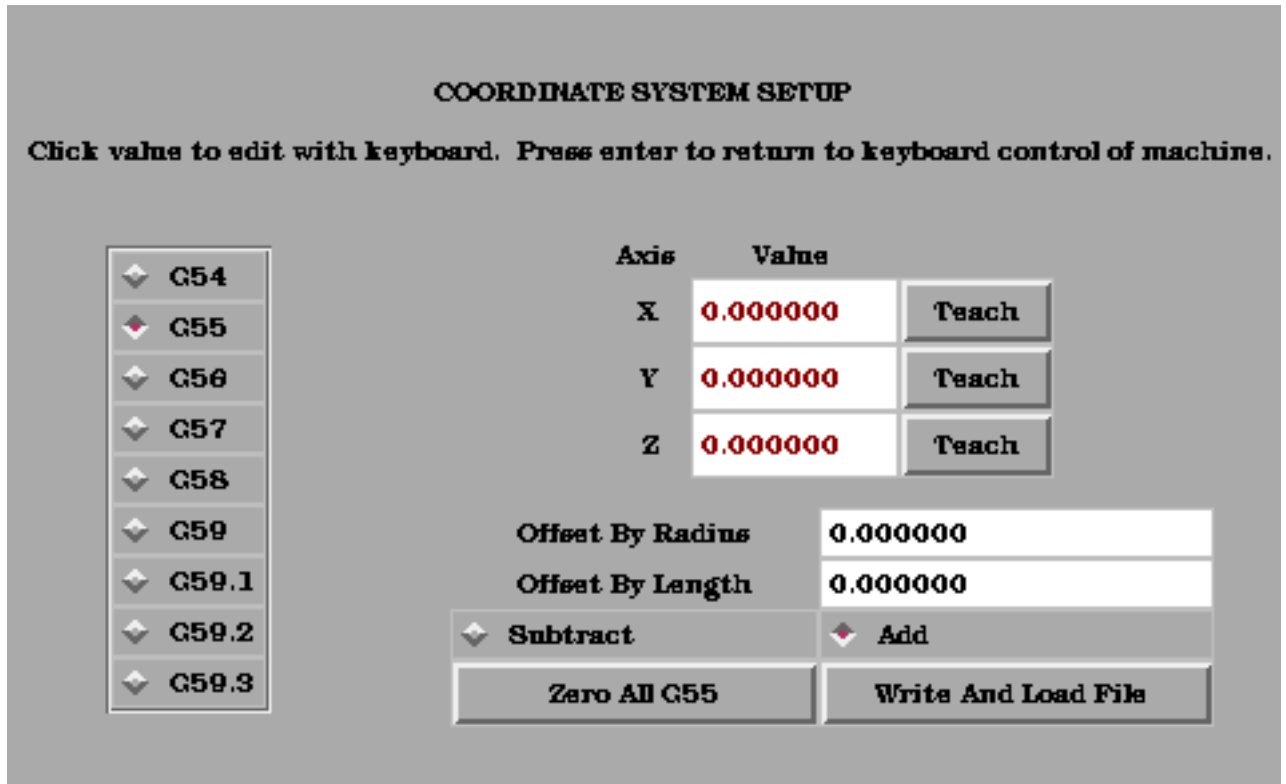 COORDINATE SYSTEM SETUP
Click value to edit with keyboard. Press enter to return to keyboard control of machine.
G54
G55
G56
G57
G58
G59
G59.1
G59.2
G59.3
Axis Value
X 0.000000 Teach
Y 0.000000 Teach
Z 0.000000 Teach
Offset By Radius 0.000000
Offset By Length 0.000000
Subtract Add
Zero All G55 Write And Load File